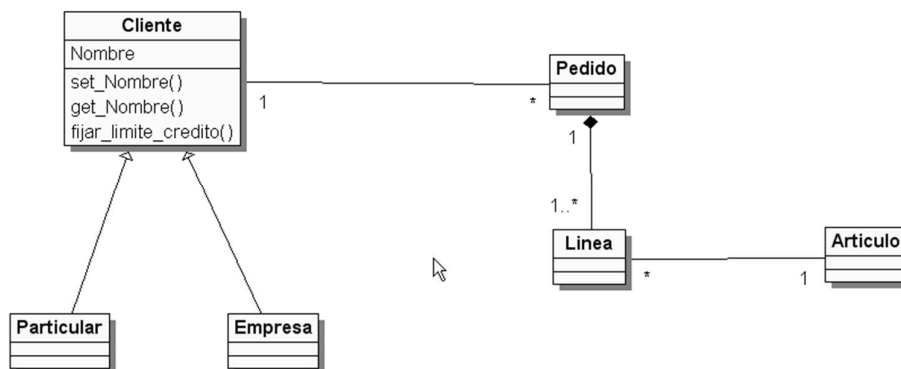 Cliente
Nombre
set_Nombre()
get_Nombre()
fijar_limite_credito()
1
*
Pedido
1
1..*
Linea
*
1
Articulo
Particular
Empresa